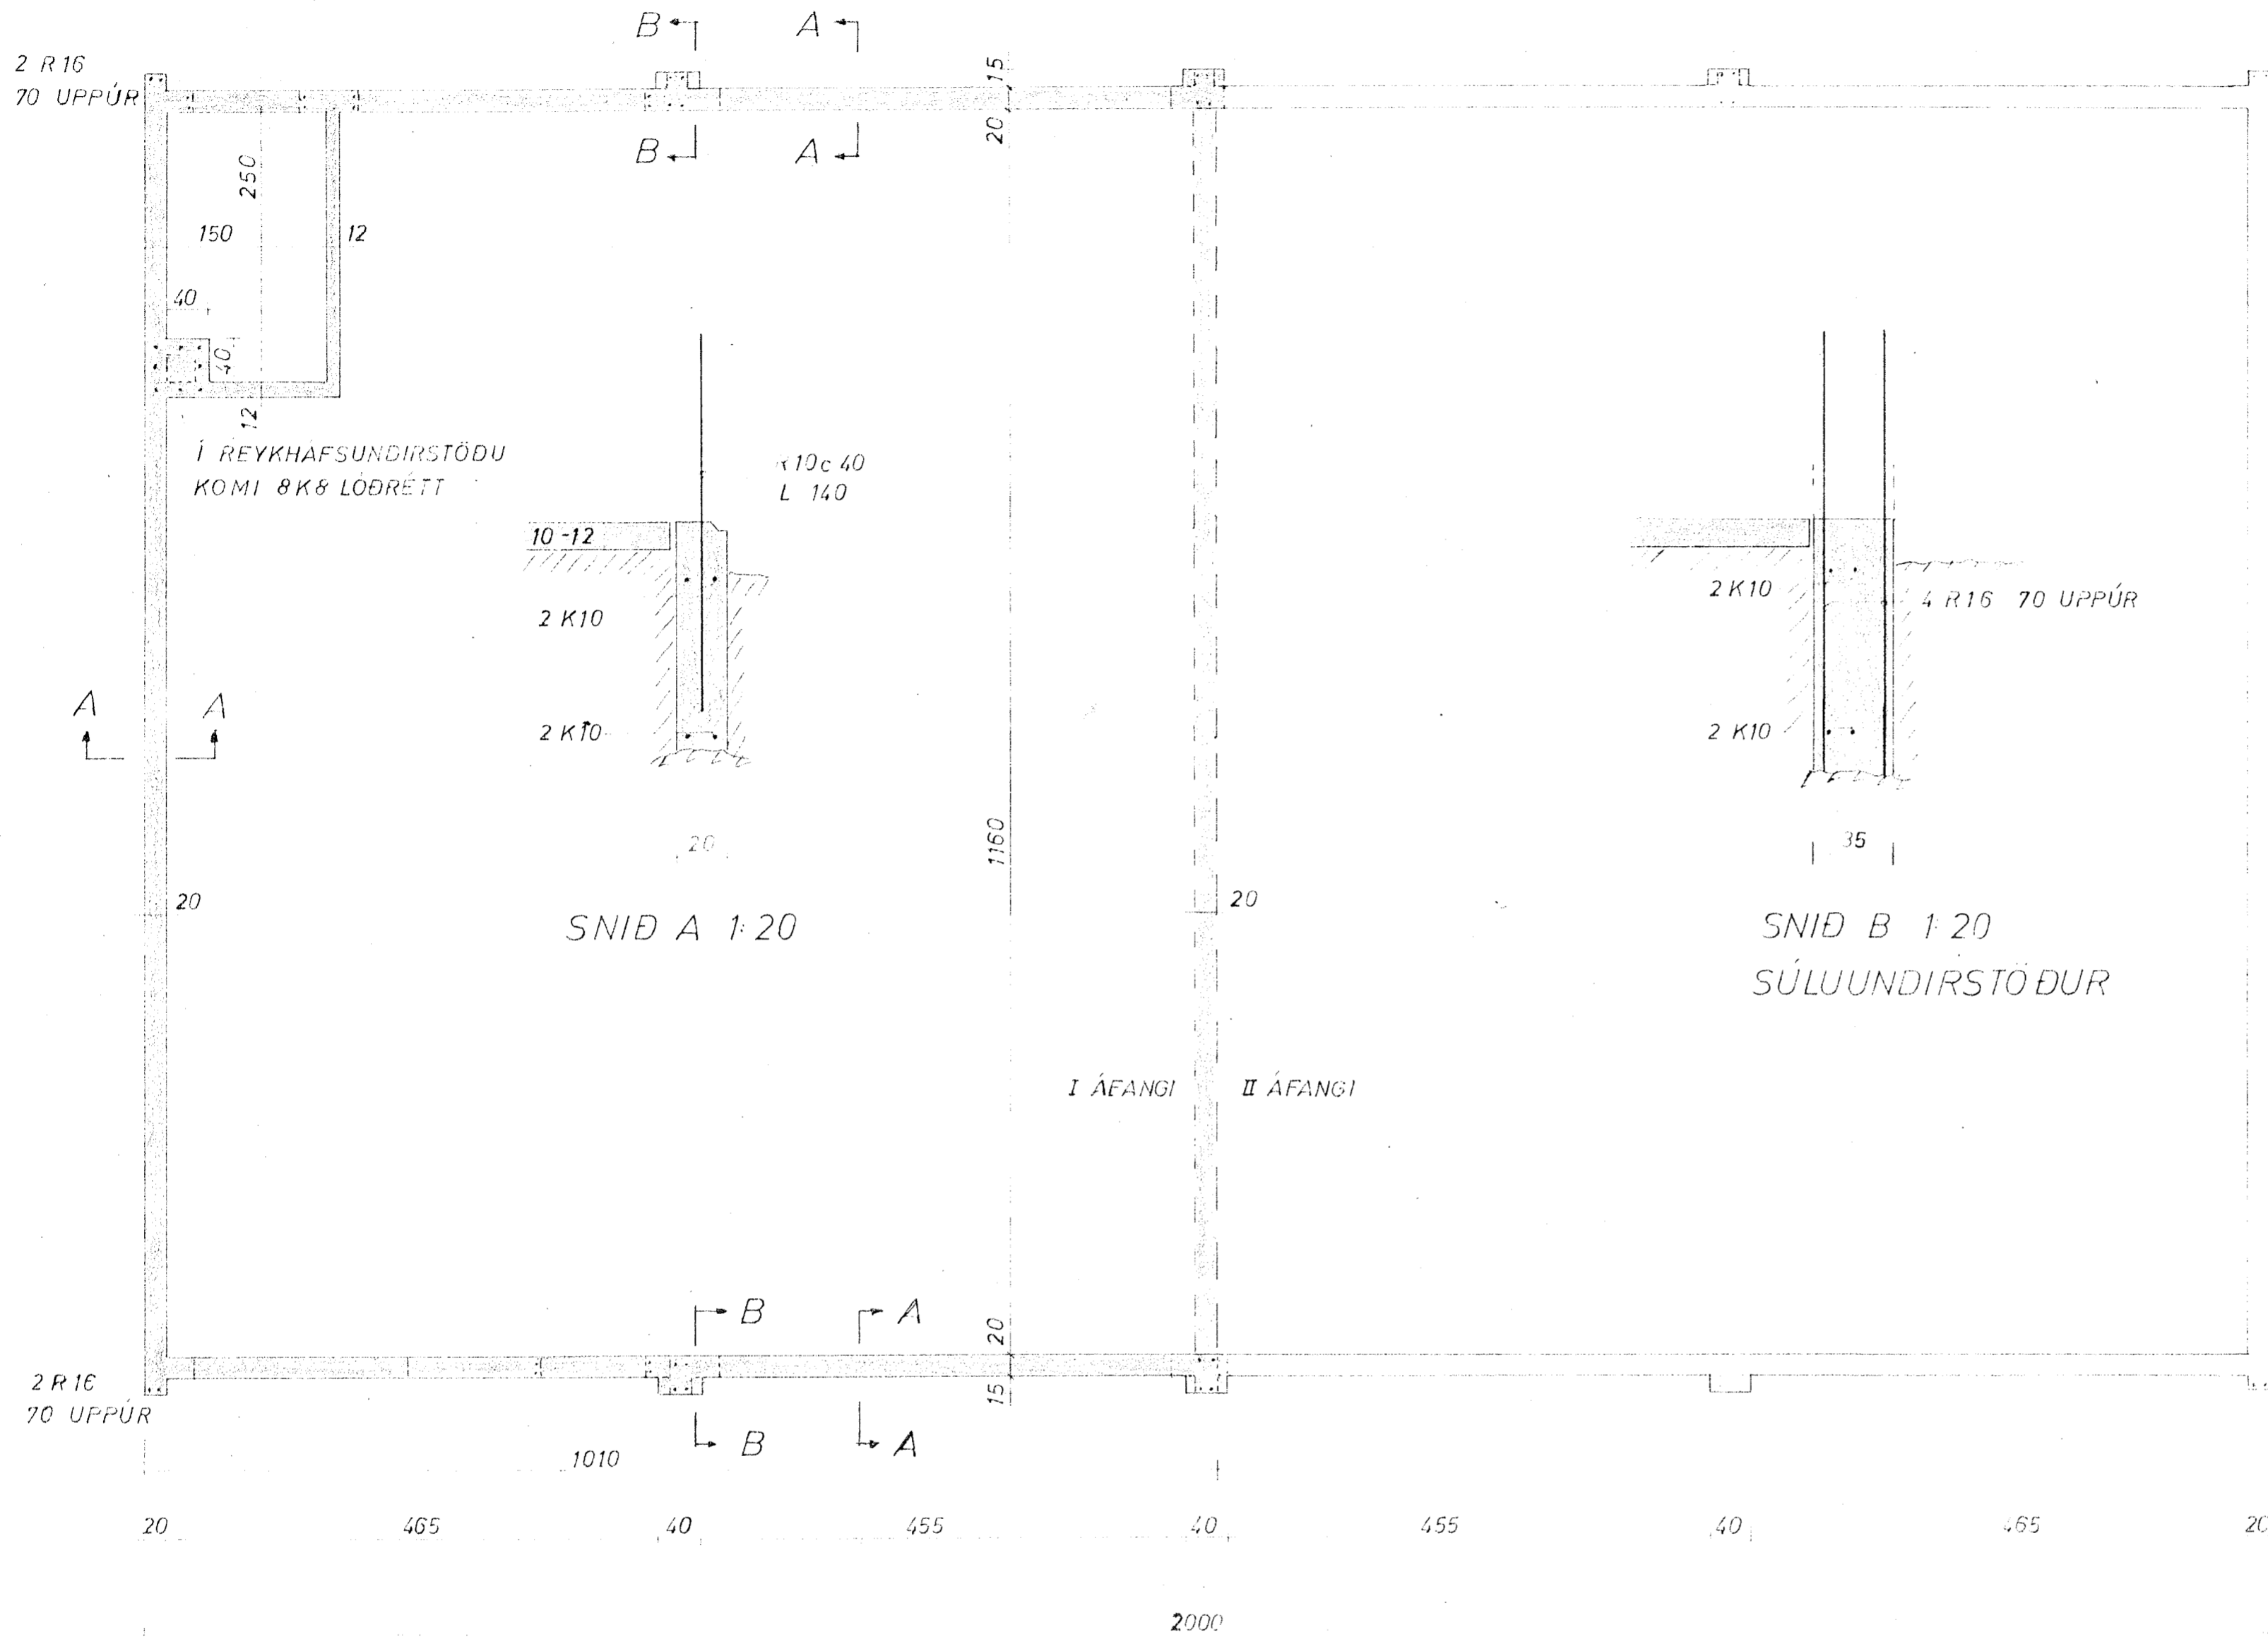 B
A
15
2 R 16
70 UPPÚR
20
B
A
250
150
12
40
40
12
Í REYKHÁFSUNDIRSTÖÐU
KOMI 8K8 LÓÐRÉTT
R10c 40
L 140
10-12
2 K10
2 K10
20
SNIÐ A 1:20
A
A
20
1160
20
2 K10
4 R16 70 UPPÚR
2 K10
35
SNIÐ B 1:20
SÚLUUNDIRSTÖÐUR
I ÁFANGI
II ÁFANGI
B
A
20
15
2 R 16
70 UPPÚR
B
A
1010
20
465
40
455
40
455
40
465
20
2000